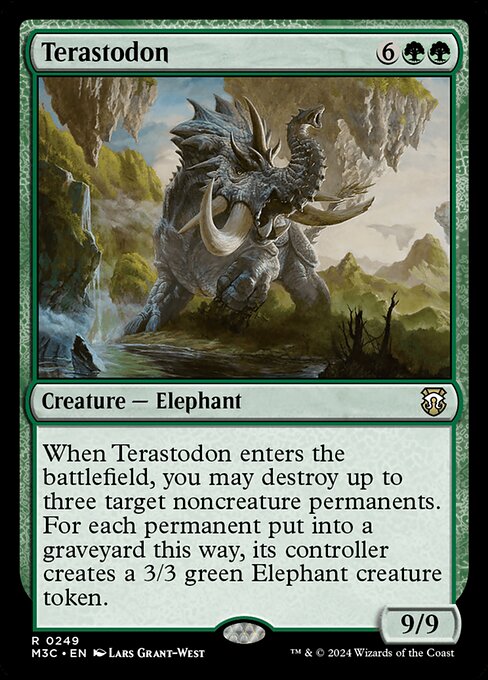 Terastodon 6
Creature — Elephant
When Terastodon enters the
battlefield, you may destroy up to
three target noncreature permanents.
For each permanent put into a
graveyard this way, its controller
creates a 3/3 green Elephant creature
token.
9/9
R 0249
M3C • EN Lars Grant-West
™ & © 2024 Wizards of the Coast